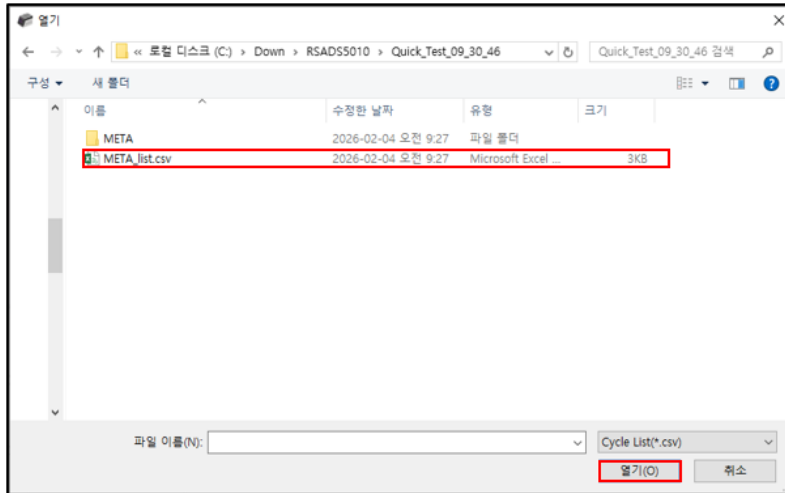 열기
« 로컬 디스크 (C:) › Down › RSADS5010 › Quick_Test_09_30_46
Quick_Test_09_30_46 검색
구성 새 폴더
이름 수정한 날짜 유형 크기
META 2026-02-04 오전 9:27 파일 폴더
META_list.csv 2026-02-04 오전 9:27 Microsoft Excel ... 3KB
파일 이름(N): Cycle List(*.csv)
열기(O) 취소